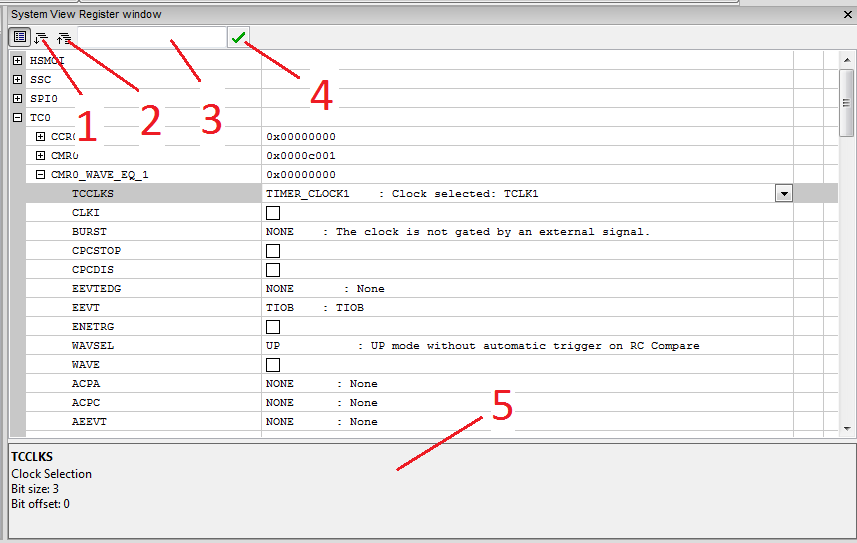 System View Register window
HSMCI
SSC
SPI0
TC0
CCR0 0x00000000
CMR0 0x0000c001
CMR0_WAVE_EQ_1 0x00000000
TCCLKS TIMER_CLOCK1 : Clock selected: TCLK1
CLKI
BURST NONE : The clock is not gated by an external signal.
CPCSTOP
CPCDIS
EEVTEDG NONE : None
EEVT TIOB : TIOB
ENETRG
WAVSEL UP : UP mode without automatic trigger on RC Compare
WAVE
ACPA NONE : None
ACPC NONE : None
AEEVT NONE : None
1
2
3
4
5
TCCLKS
Clock Selection
Bit size: 3
Bit offset: 0